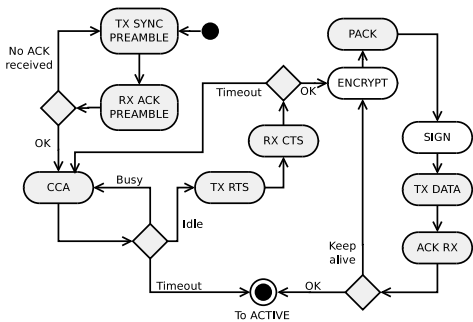 TX SYNC
PREAMBLE
No ACK
received
RX ACK
PREAMBLE
OK
CCA
Busy
Idle
Timeout
TX RTS
RX CTS
Timeout
OK
ENCRYPT
PACK
SIGN
TX DATA
ACK RX
Keep
alive
OK
To ACTIVE